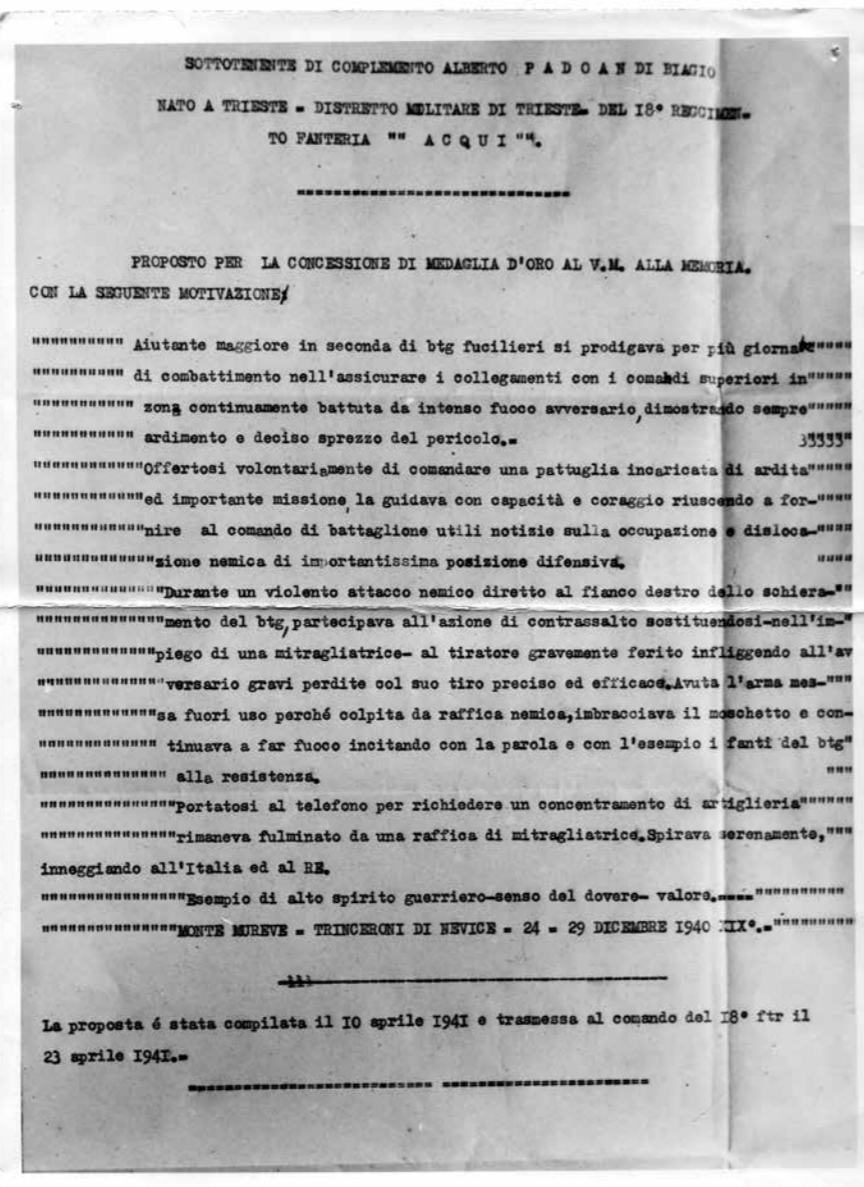 SOTTOTENENTE DI COMPLEMENTO ALBERTO P A D O A N DI BIAGIO
NATO A TRIESTE = DISTRETTO MILITARE DI TRIESTE= DEL I8° REGGIMEN=
TO FANTERIA "" A C Q U I "".
=============================
PROPOSTO PER LA CONCESSIONE DI MEDAGLIA D'ORO AL V.M. ALLA MEMORIA.
CON LA SEGUENTE MOTIVAZIONE/
"""""""""" Aiutante maggiore in seconda di btg fucilieri si prodigava per più giornate""""
"""""""""" di combattimento nell'assicurare i collegamenti con i comandi superiori in"""""
""""""""""" zona continuamente battuta da intenso fuoco avversario,dimostrando sempre"""""
""""""""""" ardimento e deciso sprezzo del pericolo.= 33333"
""""""""""""Offertosi volontariamente di comandare una pattuglia incaricata di ardita"""""
""""""""""""ed importante missione,la guidava con capacità e coraggio riuscendo a for=""""
""""""""""""nire al comando di battaglione utili notizie sulla occupazione e disloca=""""
"""""""""""""zione nemica di importantissima posizione difensiva. """"
""""""""""""""Durante un violento attacco nemico diretto al fianco destro dello schiera=""
""""""""""""""mento del btg,partecipava all'azione di contrassalto sostituendosi-nell'im="
"""""""""""""piego di una mitragliatrice- al tiratore gravemente ferito infliggendo all'av
""""""""""""""versario gravi perdite col suo tiro preciso ed efficace.Avuta l'arma mes="""
"""""""""""""sa fuori uso perché colpita da raffica nemica,imbracciava il moschetto e con=
""""""""""""" tinuava a far fuoco incitando con la parola e con l'esempio i fanti del btg"
"""""""""""""" alla resistenza. """
"""""""""""""""Portatosi al telefono per richiedere un concentramento di artiglieria""""""
"""""""""""""""rimaneva fulminato da una raffica di mitragliatrice.Spirava serenamente,"""
inneggiando all'Italia ed al RE.
""""""""""""""""Esempio di alto spirito guerriero-senso del dovere- valore.====""""""""""
"""""""""""""""MONTE MUREVE = TRINCERONI DI NEVICE = 24 = 29 DICEMBRE I940 XIX°.="""""""""
La proposta é stata compilata il IO aprile I94I e trasmessa al comando del I8° ftr il
23 aprile I94I.=
========================== ======================